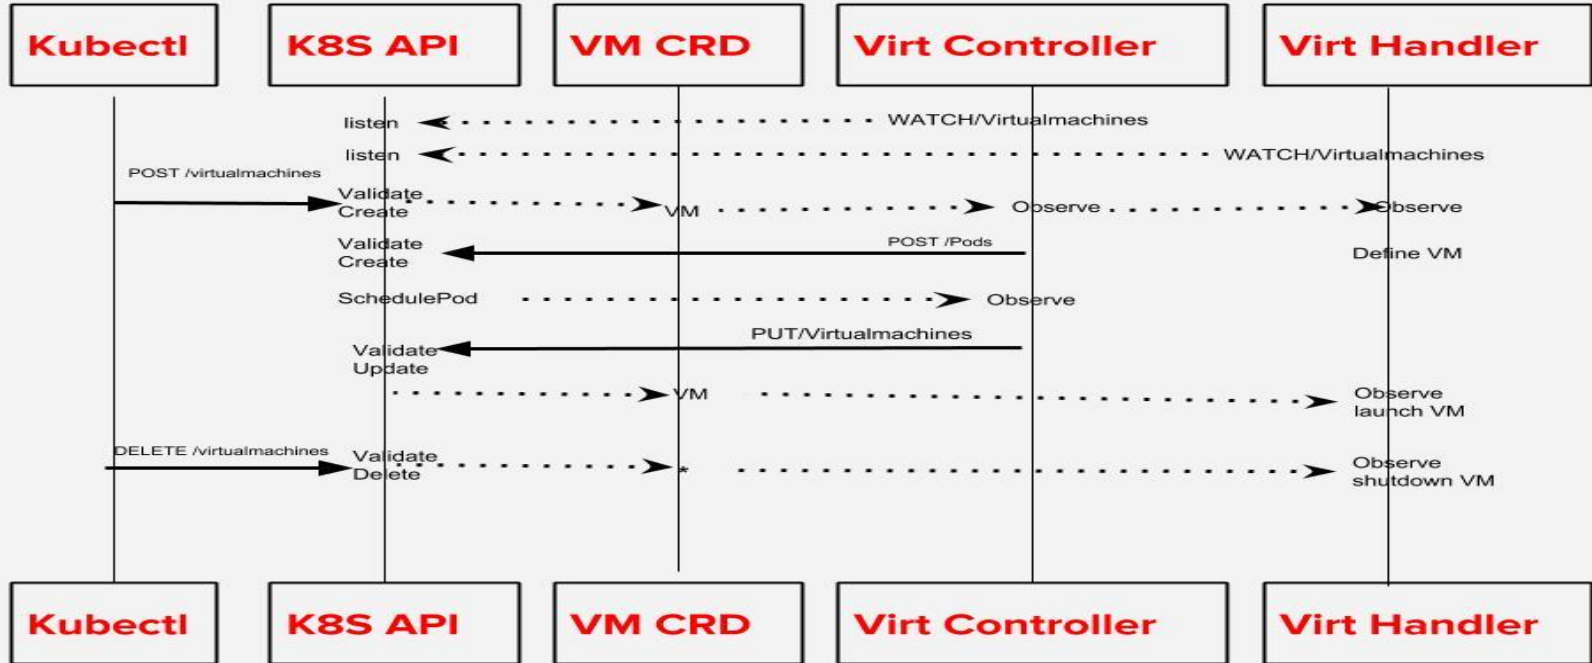 Kubectl
K8S API
VM CRD
Virt Controller
Virt Handler
listen
WATCH/Virtualmachines
listen
WATCH/Virtualmachines
POST /virtualmachines
Validate
Create
VM
Observe
Observe
Validate
Create
POST /Pods
Define VM
SchedulePod
Observe
PUT/Virtualmachines
Validate
Update
VM
Observe
launch VM
DELETE /virtualmachines
Validate
Delete
*
Observe
shutdown VM
Kubectl
K8S API
VM CRD
Virt Controller
Virt Handler